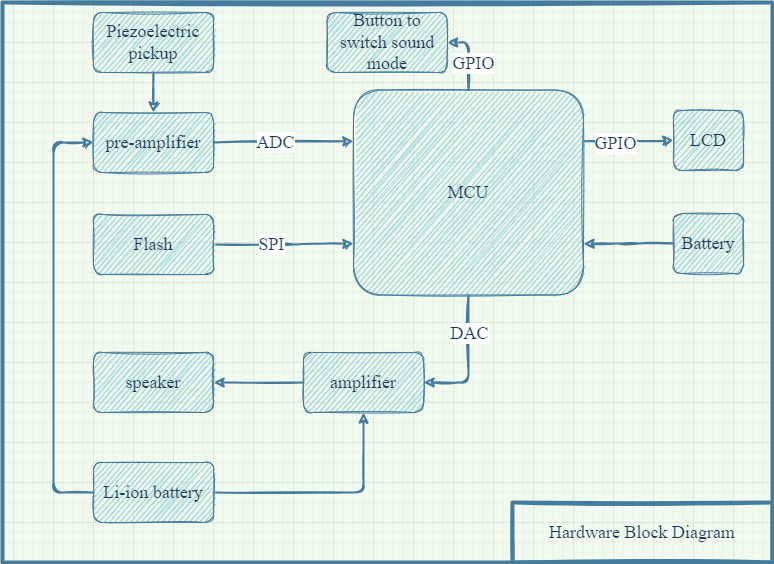 Piezoelectric
pickup
Button to
switch sound
mode
GPIO
pre-amplifier
ADC
MCU
GPIO
LCD
Flash
SPI
Battery
DAC
speaker
amplifier
Li-ion battery
Hardware Block Diagram